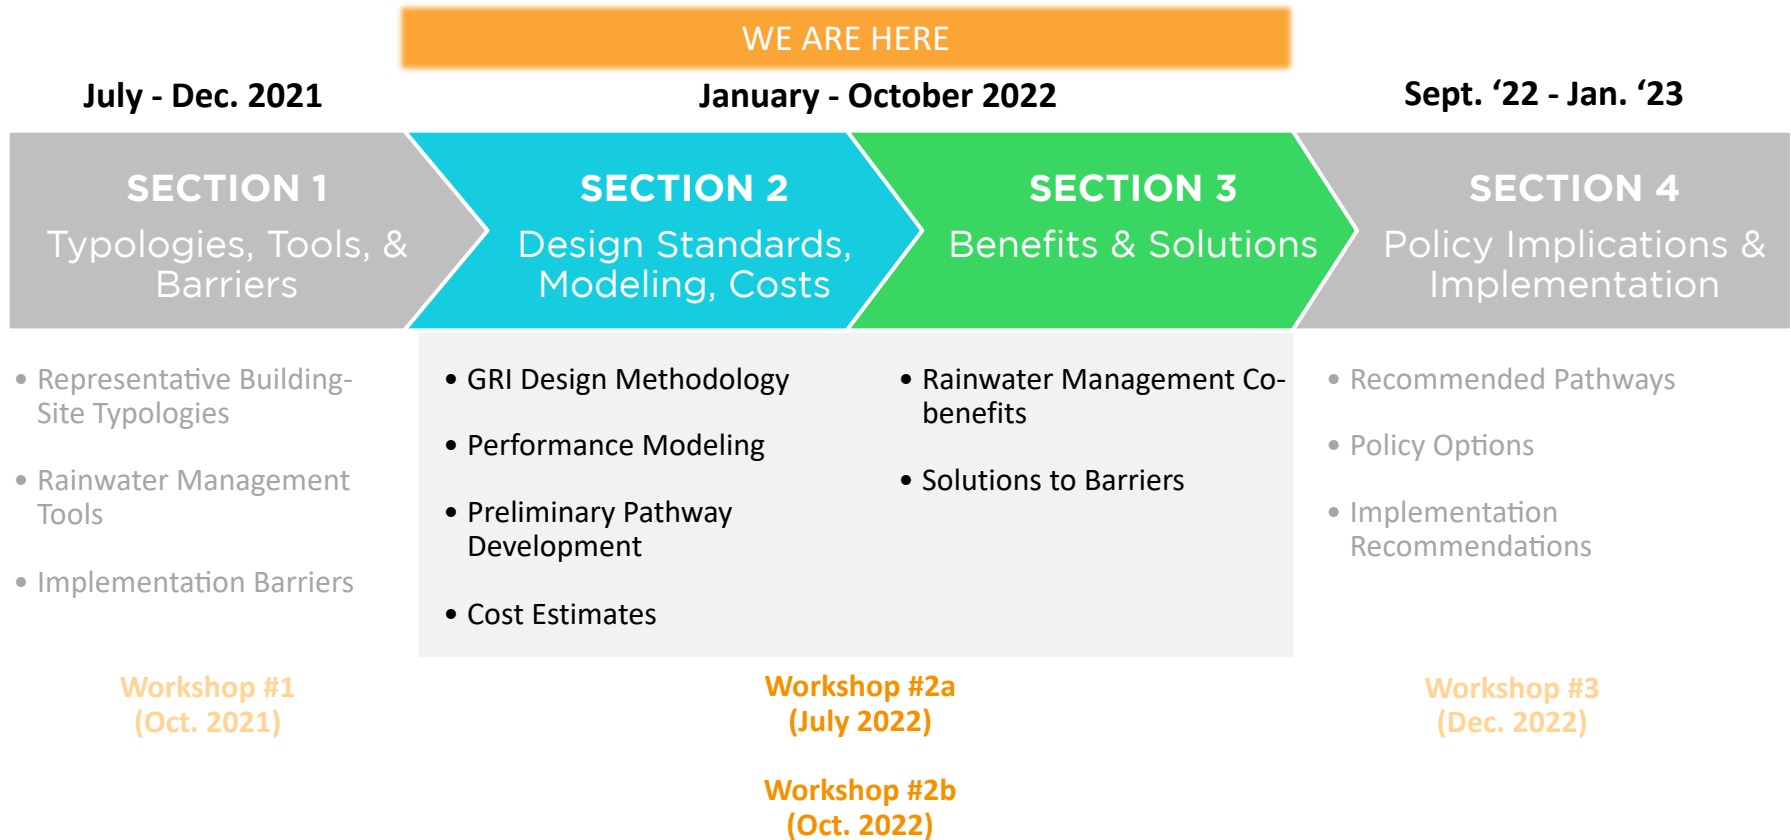 WE ARE HERE
July - Dec. 2021
January - October 2022
Sept. ‘22 - Jan. ‘23
SECTION 1
Typologies, Tools, &
Barriers
SECTION 2
Design Standards,
Modeling, Costs
SECTION 3
Benefits & Solutions
SECTION 4
Policy Implications &
Implementation
• Representative Building-
Site Typologies
• Rainwater Management
Tools
• Implementation Barriers
• GRI Design Methodology
• Performance Modeling
• Preliminary Pathway
Development
• Cost Estimates
• Rainwater Management Co-
benefits
• Solutions to Barriers
• Recommended Pathways
• Policy Options
• Implementation
Recommendations
Workshop #1
(Oct. 2021)
Workshop #2a
(July 2022)
Workshop #2b
(Oct. 2022)
Workshop #3
(Dec. 2022)